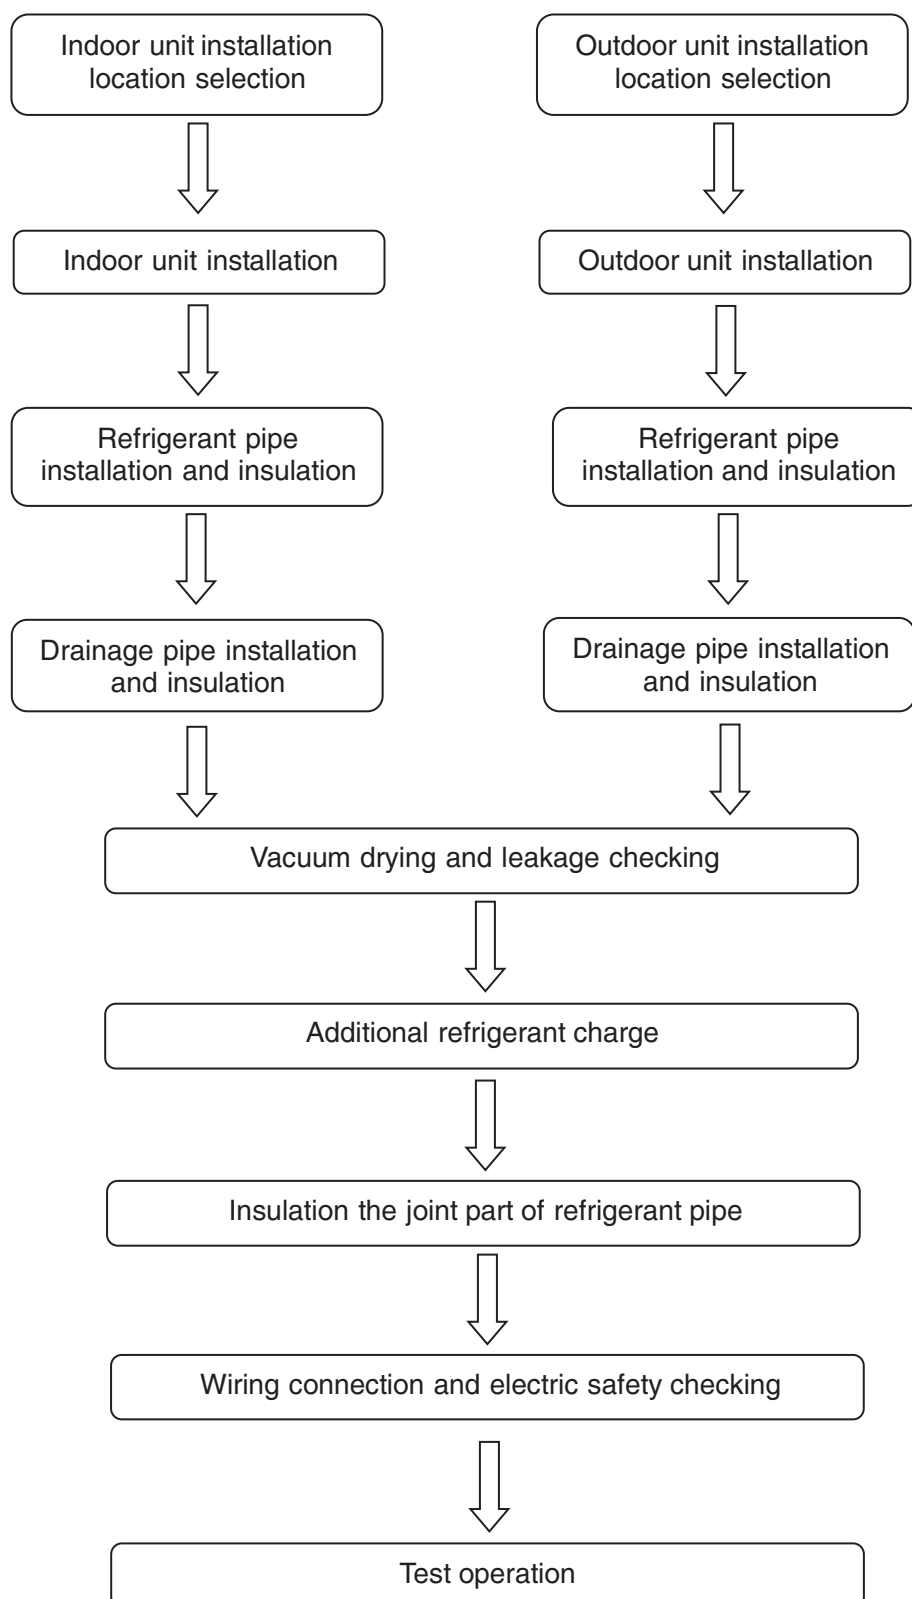 Indoor unit installation
location selection
Outdoor unit installation
location selection
Indoor unit installation
Outdoor unit installation
Refrigerant pipe
installation and insulation
Refrigerant pipe
installation and insulation
Drainage pipe installation
and insulation
Drainage pipe installation
and insulation
Vacuum drying and leakage checking
Additional refrigerant charge
Insulation the joint part of refrigerant pipe
Wiring connection and electric safety checking
Test operation